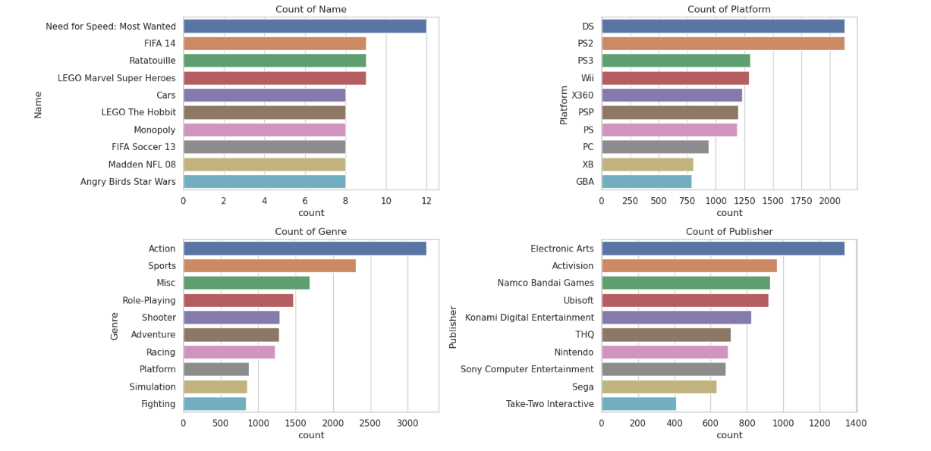 Count of Name
Name
Need for Speed: Most Wanted
FIFA 14
Ratatouille
LEGO Marvel Super Heroes
Cars
LEGO The Hobbit
Monopoly
FIFA Soccer 13
Madden NFL 08
Angry Birds Star Wars
0 2 4 6 8 10 12
count
Count of Platform
Platform
DS
PS2
PS3
Wii
X360
PSP
PS
PC
XB
GBA
0 250 500 750 1000 1250 1500 1750 2000
count
Count of Genre
Genre
Action
Sports
Misc
Role-Playing
Shooter
Adventure
Racing
Platform
Simulation
Fighting
0 500 1000 1500 2000 2500 3000
count
Count of Publisher
Publisher
Electronic Arts
Activision
Namco Bandai Games
Ubisoft
Konami Digital Entertainment
THQ
Nintendo
Sony Computer Entertainment
Sega
Take-Two Interactive
0 200 400 600 800 1000 1200 1400
count